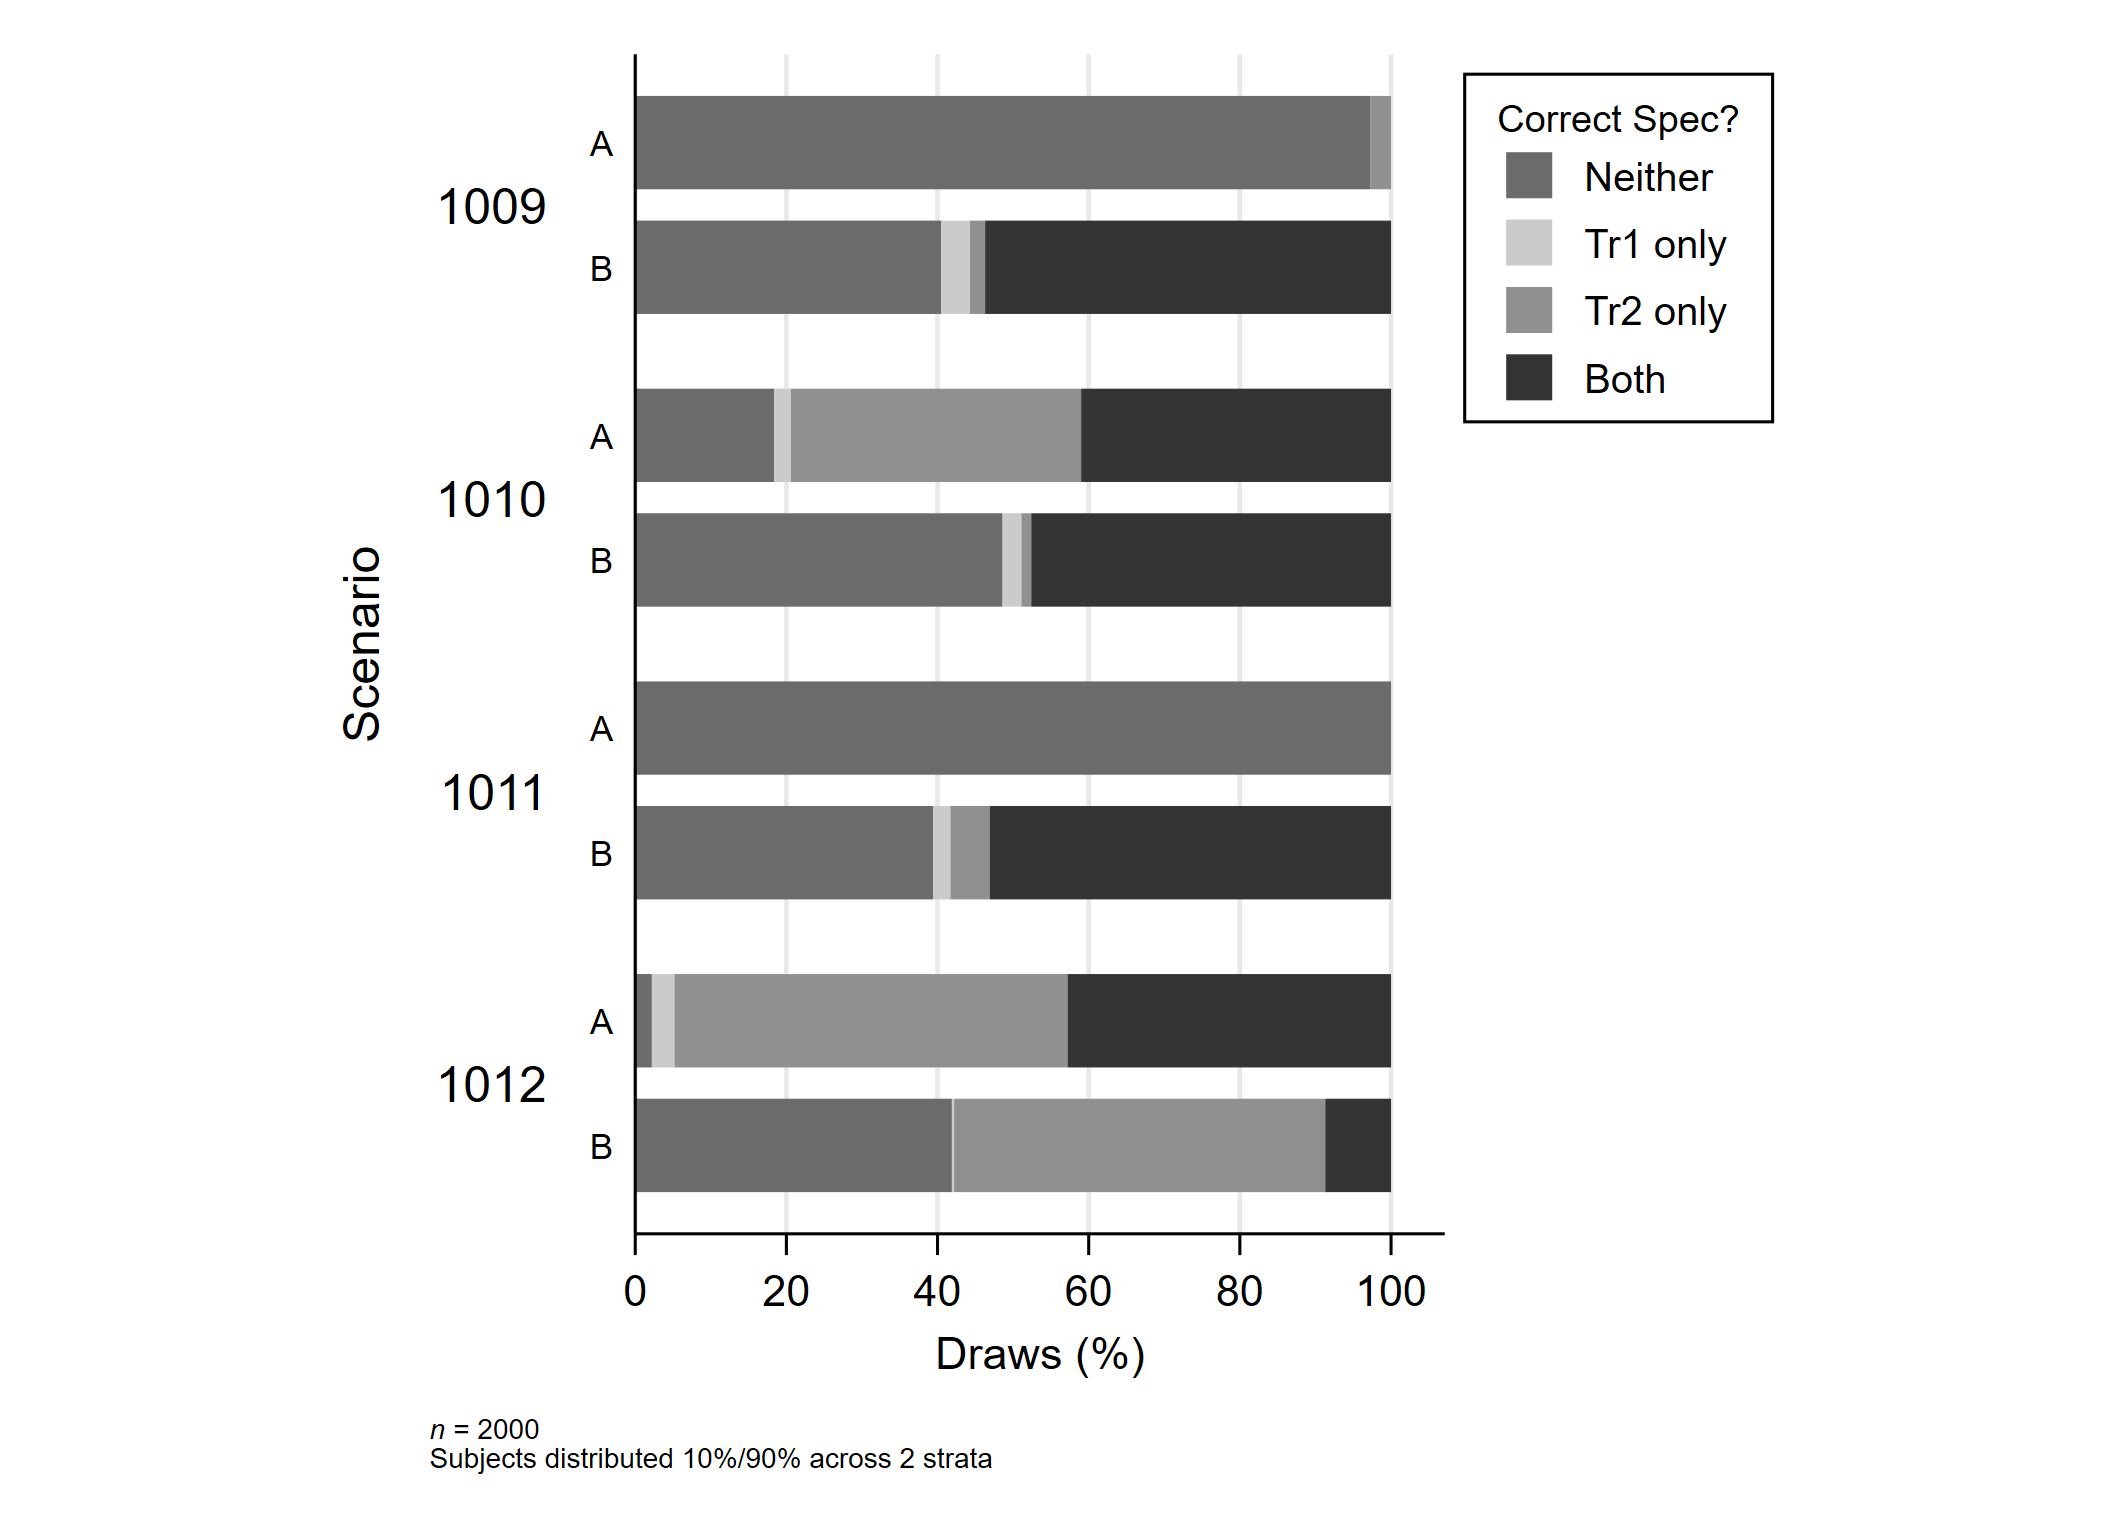 Correct Spec?
Neither
Tr1 only
Tr2 only
Both
Scenario
1009
A
B
1010
A
B
1011
A
B
1012
A
B
0 20 40 60 80 100
Draws (%)
n = 2000
Subjects distributed 10%/90% across 2 strata